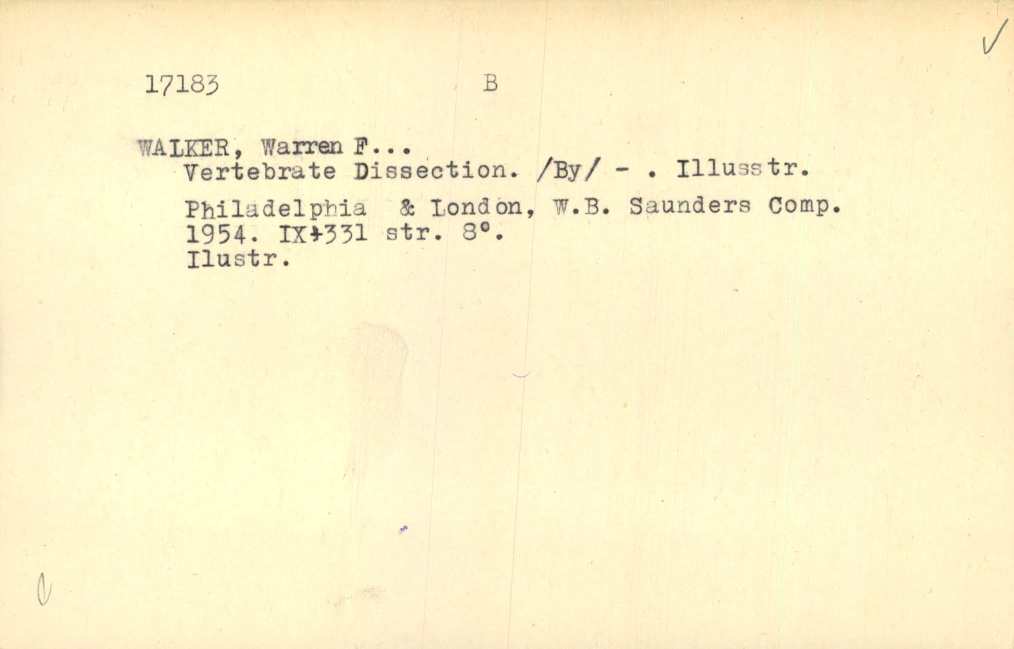 17183 B
WALKER, Warren F...
Vertebrate Dissection. /By/ - . Illusstr.
Philadelphia & London, W.B. Saunders Comp.
1954. IX+331 str. 8°.
Ilustr.